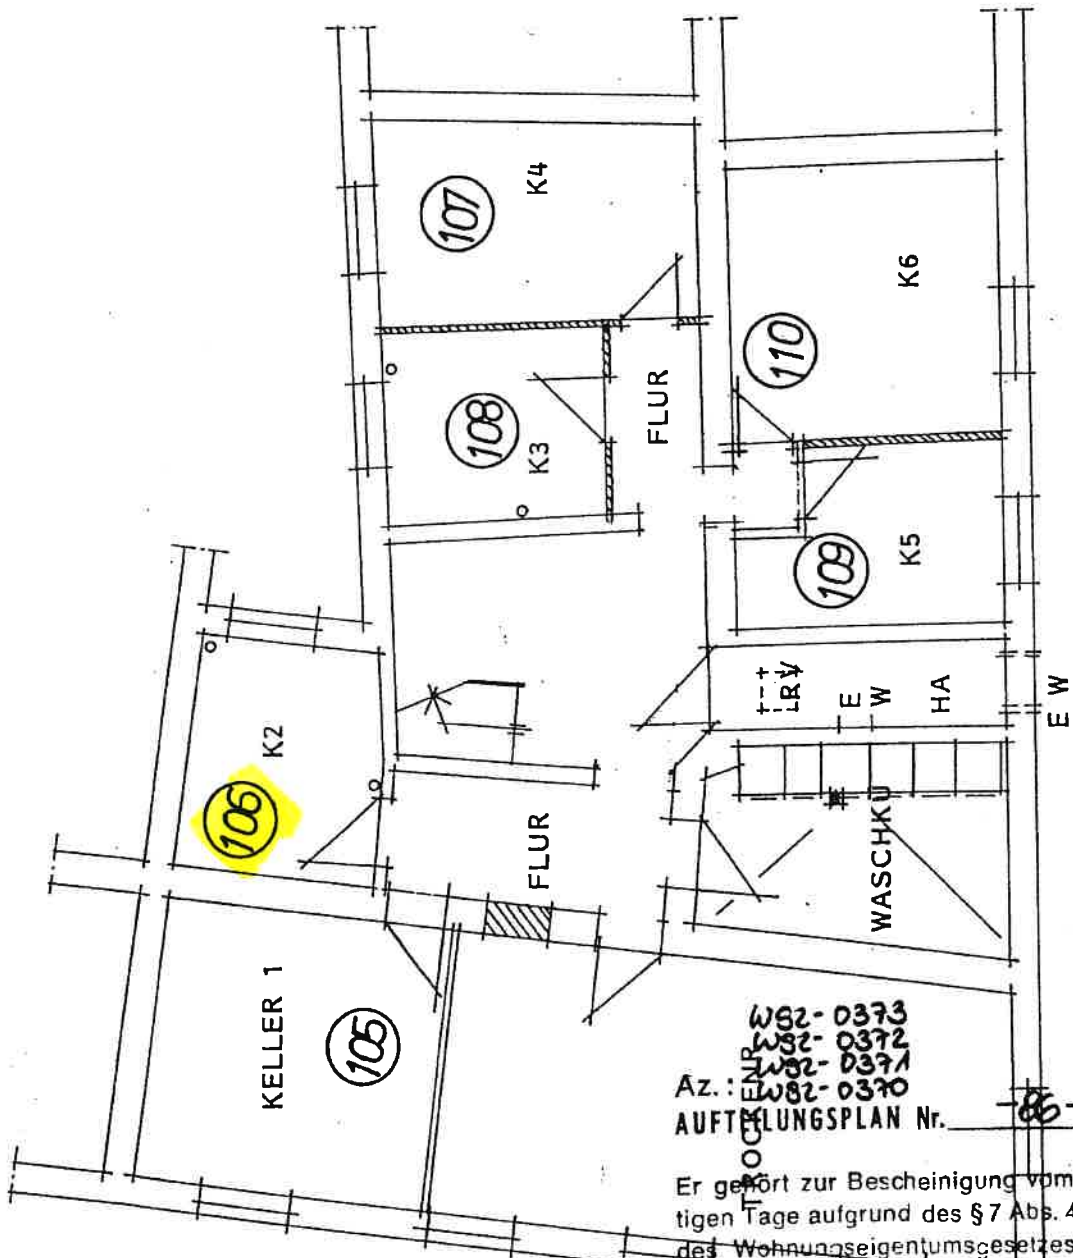 107
K4
108
K3
FLUR
110
K6
109
K5
106
K2
RV
E
W
HA
E W
FLUR
WASCHKÜ
KELLER 1
105
TROCKENR
WS2-0373
WS2-0372
WS2-0371
Az.: WS2-0370
AUFTEILUNGSPLAN Nr. -86-
Er gehört zur Bescheinigung vom
tigen Tage aufgrund des § 7 Abs. 4
des Wohnungseigentumsgesetzes